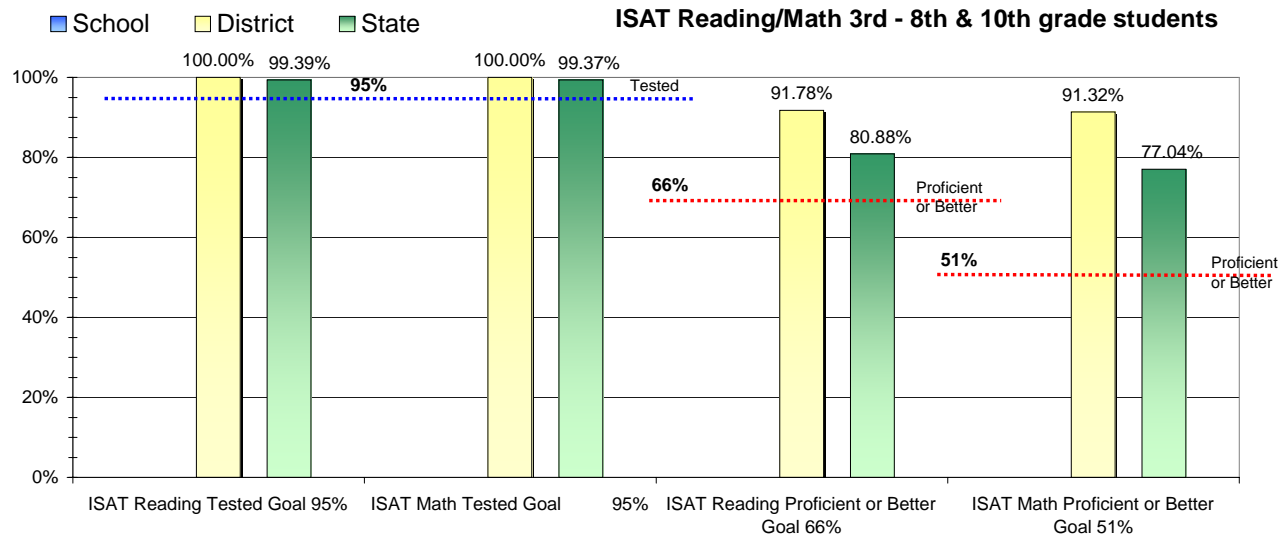 School District State
ISAT Reading/Math 3rd - 8th & 10th grade students
100.00% 99.39% 100.00% 99.37%
100%
95%
Tested
91.78%
91.32%
80.88%
77.04%
80%
66%
Proficient
or Better
60%
51%
Proficient
or Better
40%
20%
0%
ISAT Reading Tested Goal 95% ISAT Math Tested Goal 95% ISAT Reading Proficient or Better ISAT Math Proficient or Better
Goal 66% Goal 51%